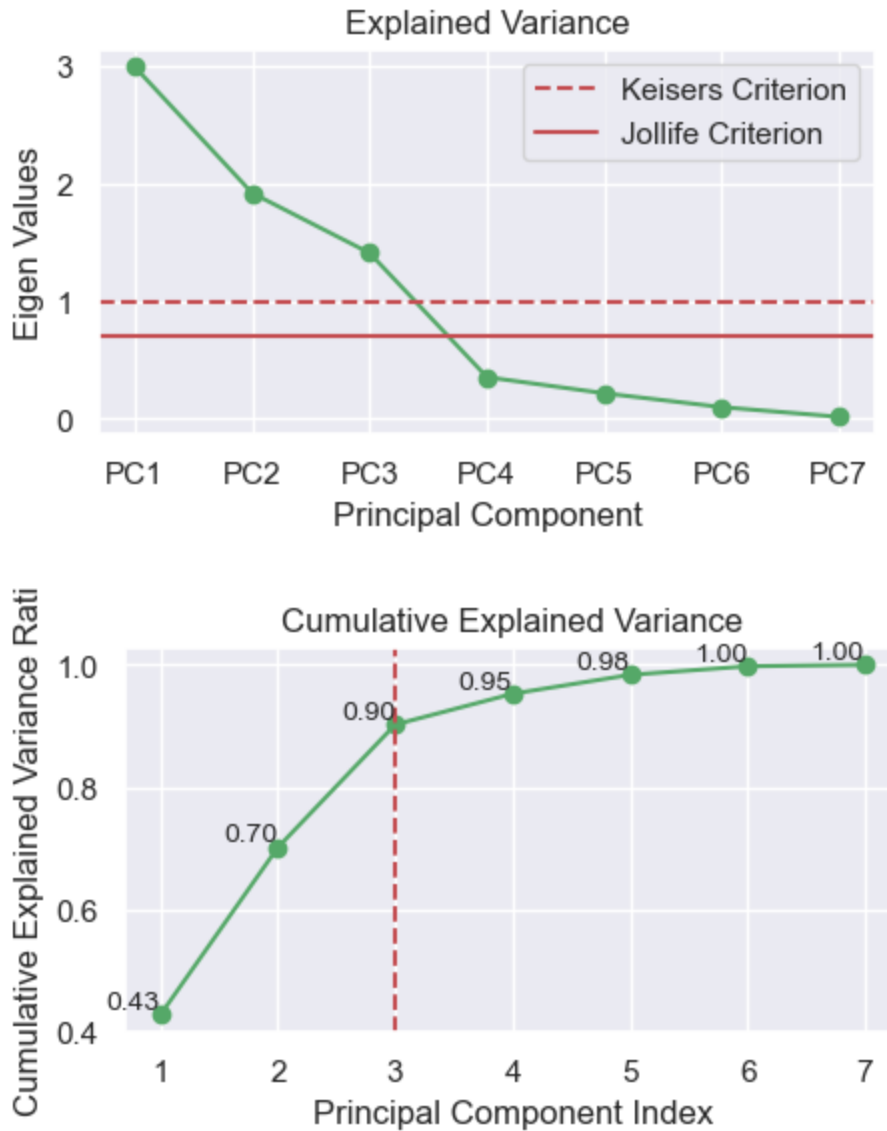 Explained Variance
Eigen Values
3
2
1
0
Keisers Criterion
Jollife Criterion
PC1 PC2 PC3 PC4 PC5 PC6 PC7
Principal Component
Cumulative Explained Variance
Cumulative Explained Variance Rati
1.0
0.8
0.6
0.4
0.43 0.70 0.90 0.95 0.98 1.00 1.00
1 2 3 4 5 6 7
Principal Component Index